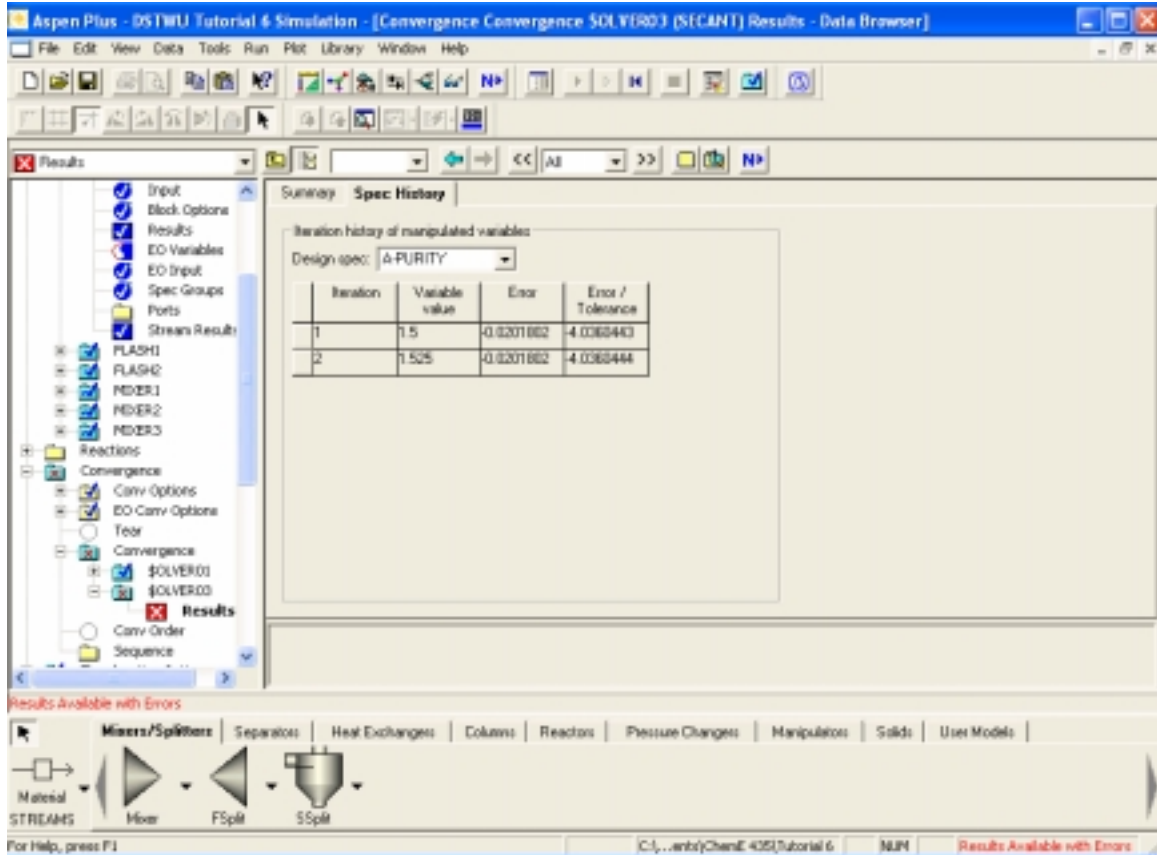 Aspen Plus - DSTWU Tutorial 6 Simulation - [Convergence Convergence $OLVER03 (SECANT) Results - Data Browser]
File Edit View Data Tools Run Plot Library Window Help
N▶
Results
<< All >> N▶
Input
Block Options
Results
EO Variables
EO Input
Spec Groups
Ports
Stream Results
FLASH1
FLASH2
MIXER1
MIXER2
MIXER3
Reactions
Convergence
Conv Options
EO Conv Options
Tear
Convergence
$OLVER01
$OLVER03
Results
Conv Order
Sequence
Summary Spec History
Iteration history of manipulated variables
Design spec: A-PURITY
Iteration Variable value Error Error / Tolerance
1 1.5 -0.0201802 -4.0360443
2 1.525 -0.0201802 -4.0360444
Results Available with Errors
Mixers/Splitters Separators Heat Exchangers Columns Reactors Pressure Changers Manipulators Solids User Models
Material
STREAMS Mixer FSplit SSplit
For Help, press F1 C:\...ents\ChemE 435\Tutorial 6 NUM Results Available with Errors